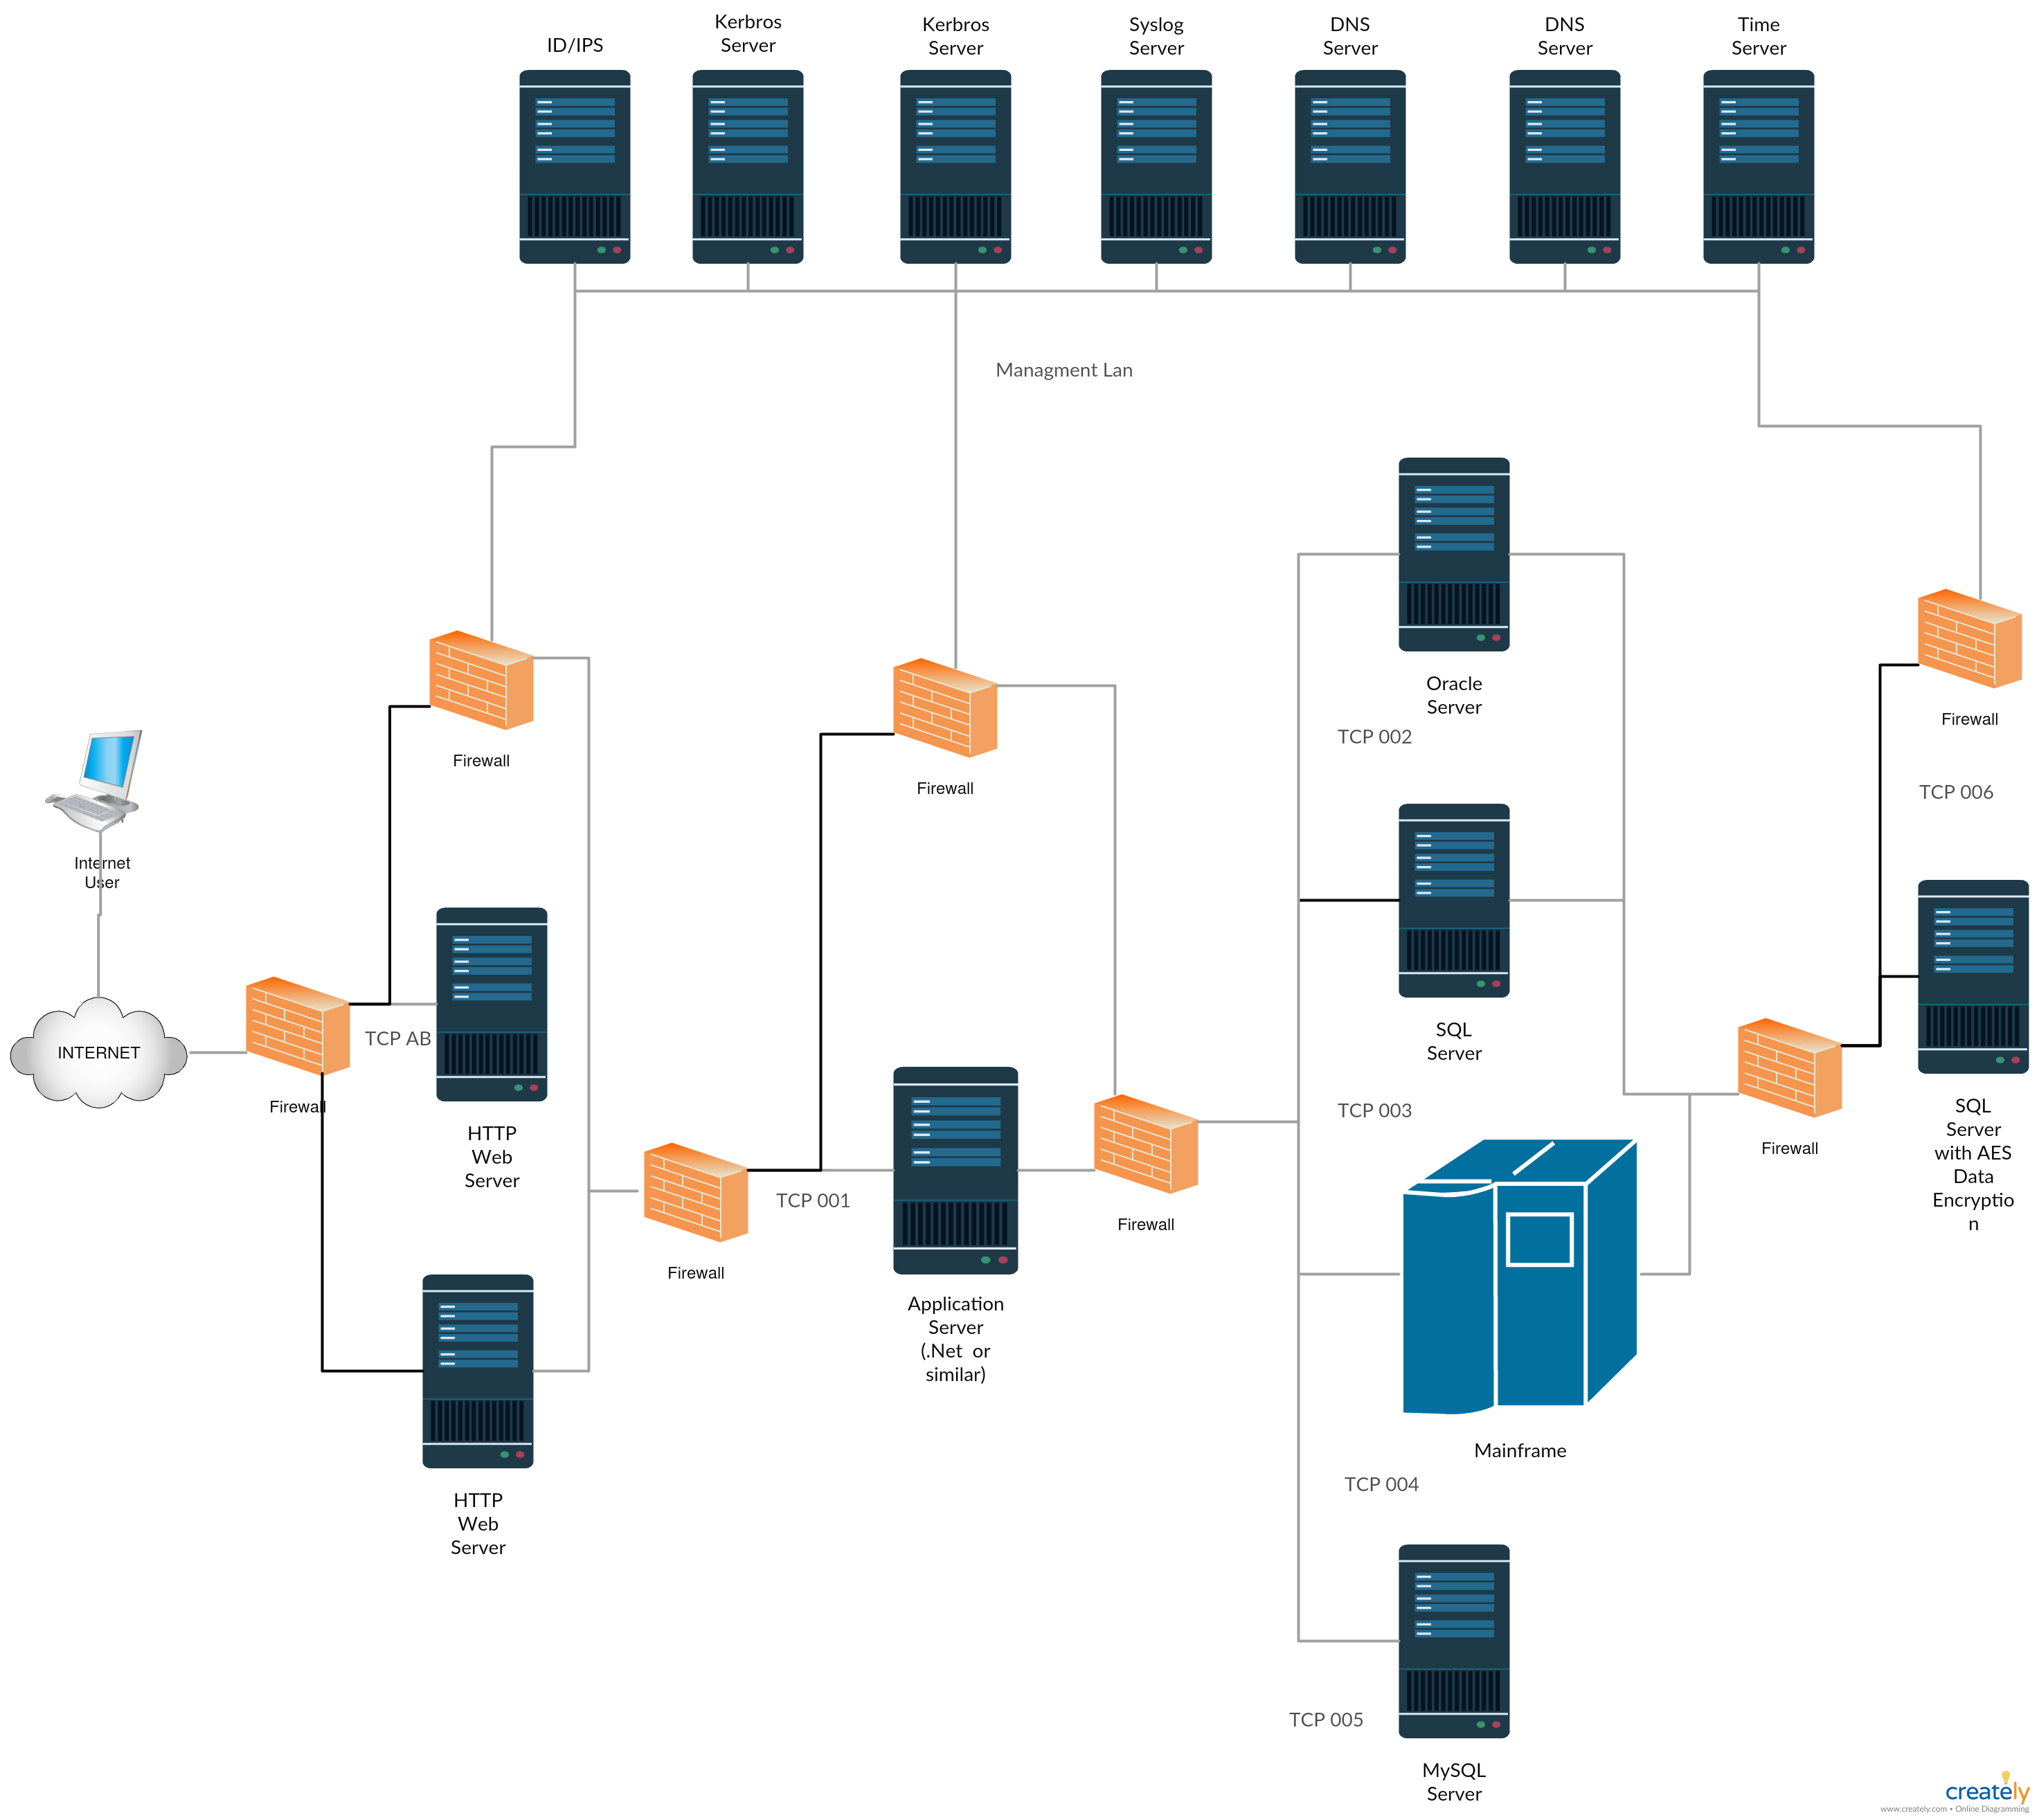 ID/IPS
Kerbros
Server
Kerbros
Server
Syslog
Server
DNS
Server
DNS
Server
Time
Server
Managment Lan
Oracle
Server
TCP 002
Firewall
Firewall
Firewall
TCP 006
Internet
User
SQL
Server
INTERNET
TCP AB
Firewall
HTTP
Web
Server
TCP 003
Firewall
SQL
Server
with AES
Data
Encryptio
n
TCP 001
Firewall
Firewall
Application
Server
(.Net or
similar)
Mainframe
TCP 004
HTTP
Web
Server
TCP 005
MySQL
Server
creately
www.creately.com • Online Diagramming